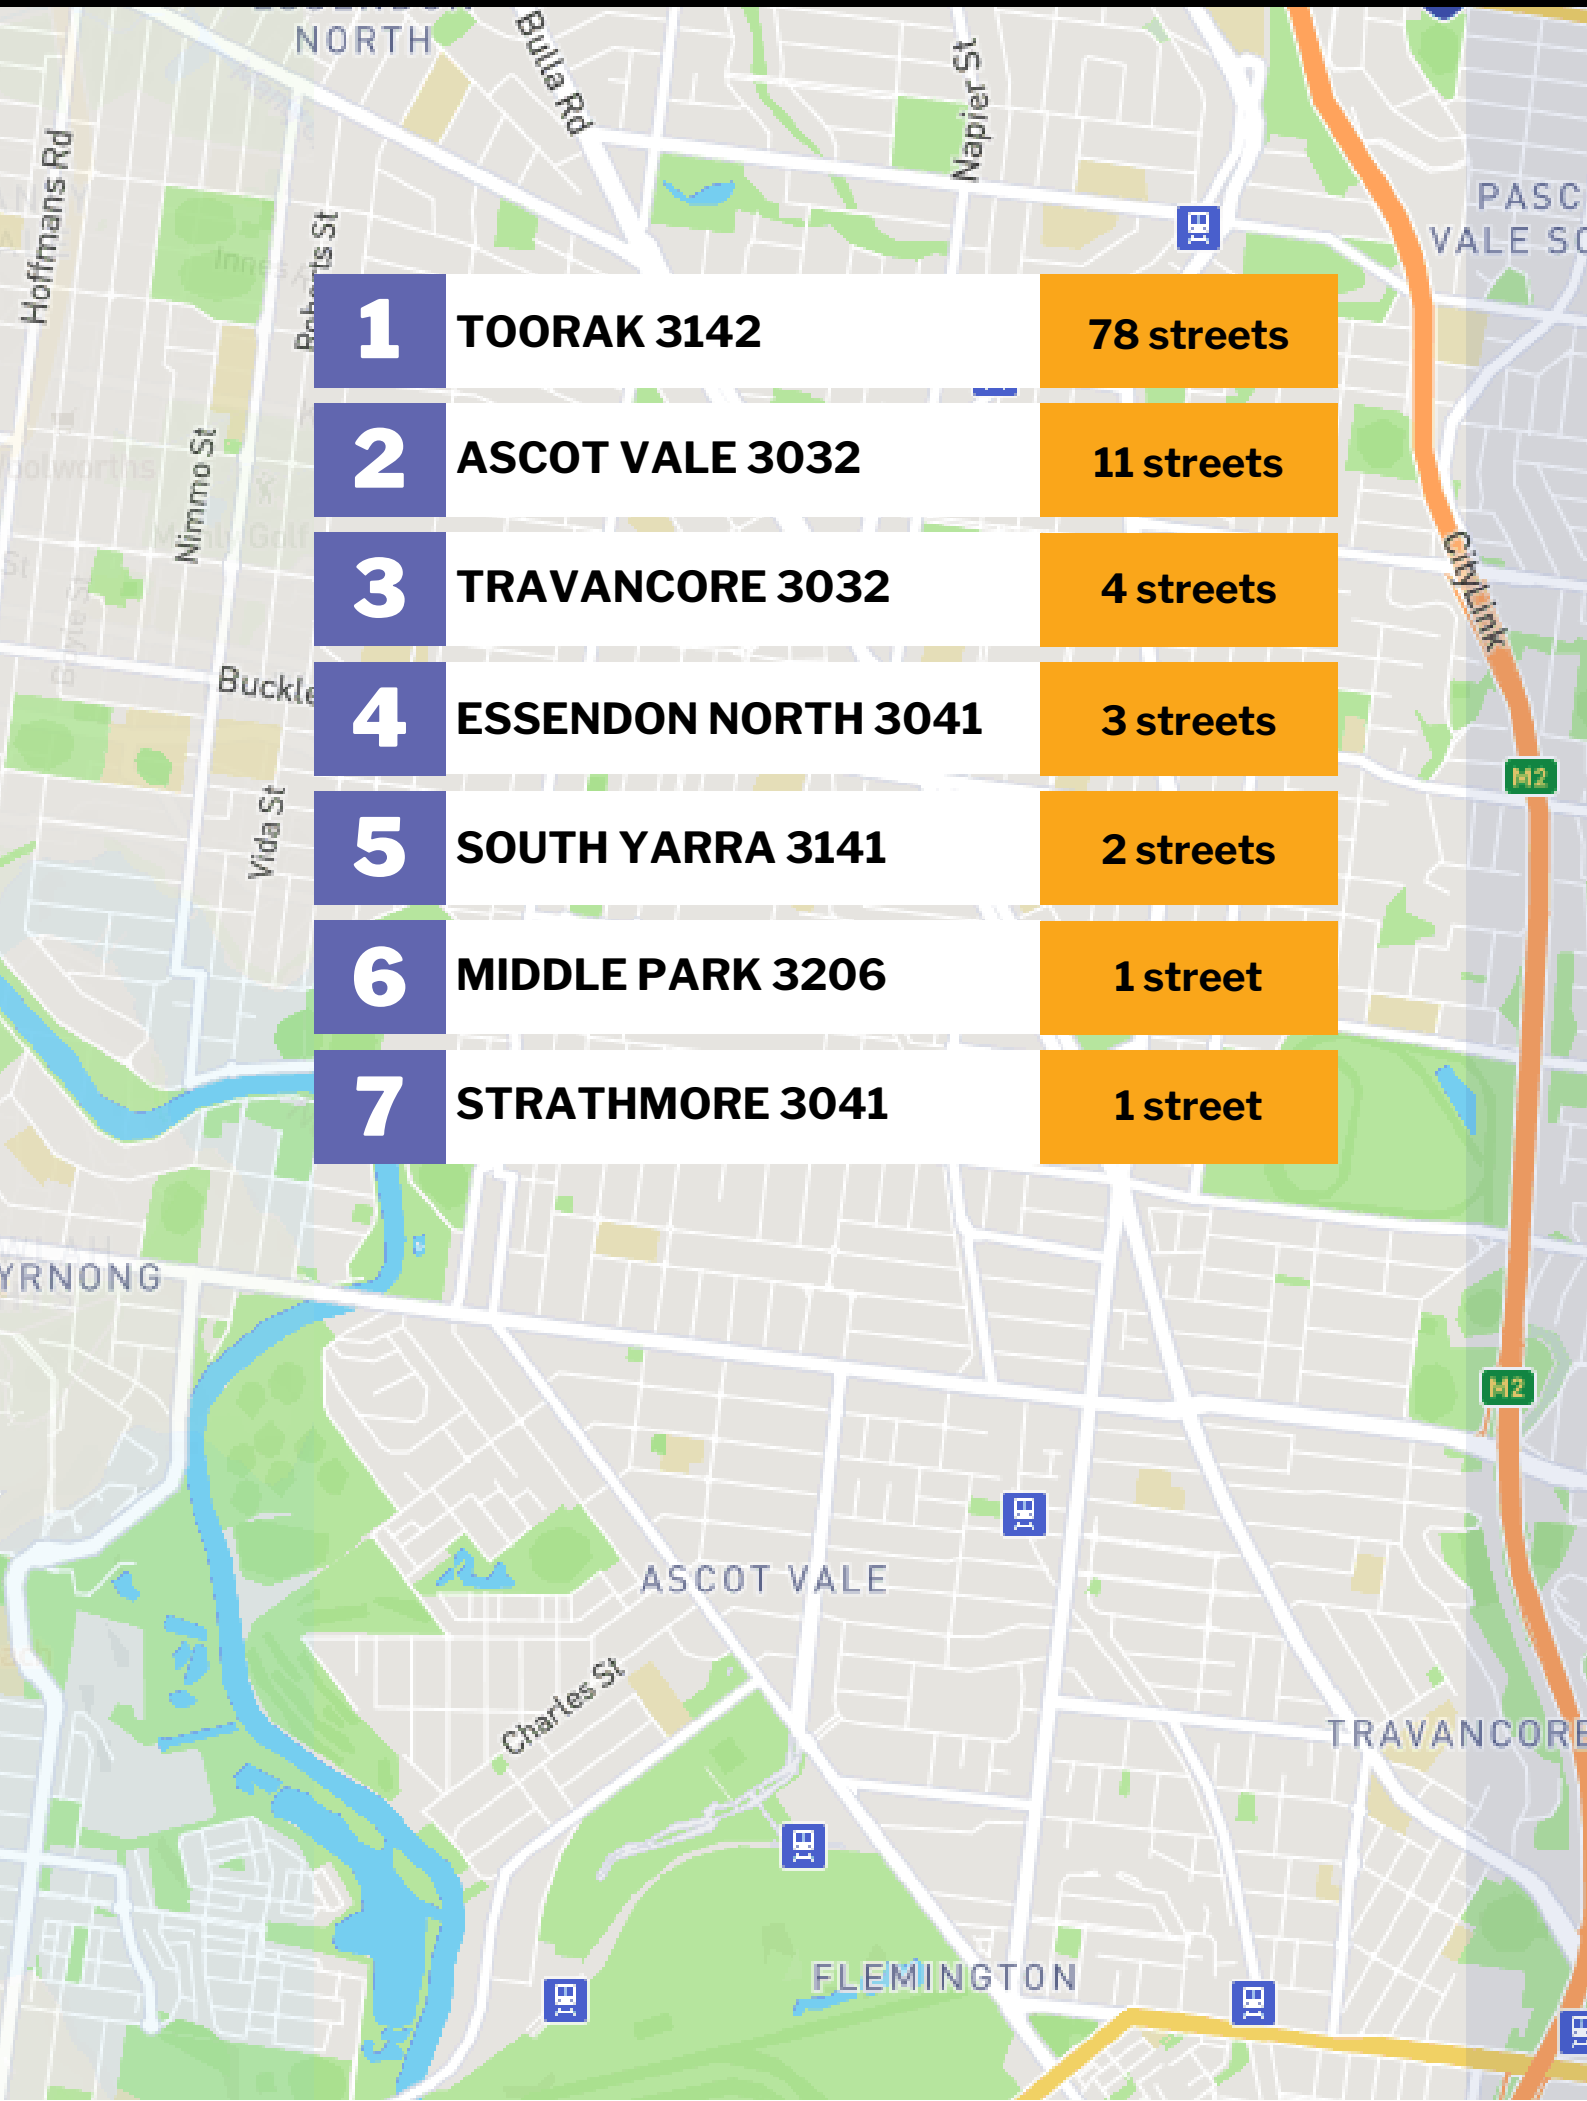 NORTH
Bulla Rd
Napier St
Hoffmans Rd
PASC
VALE SO
1 TOORAK 3142 78 streets
2 ASCOT VALE 3032 11 streets
Nimmo St
3 TRAVANCORE 3032 4 streets
CityLink
Buckle
4 ESSENDON NORTH 3041 3 streets
M2
5 SOUTH YARRA 3141 2 streets
Vida St
6 MIDDLE PARK 3206 1 street
7 STRATHMORE 3041 1 street
YRNONG
M2
ASCOT VALE
Charles St
TRAVANCORE
FLEMINGTON